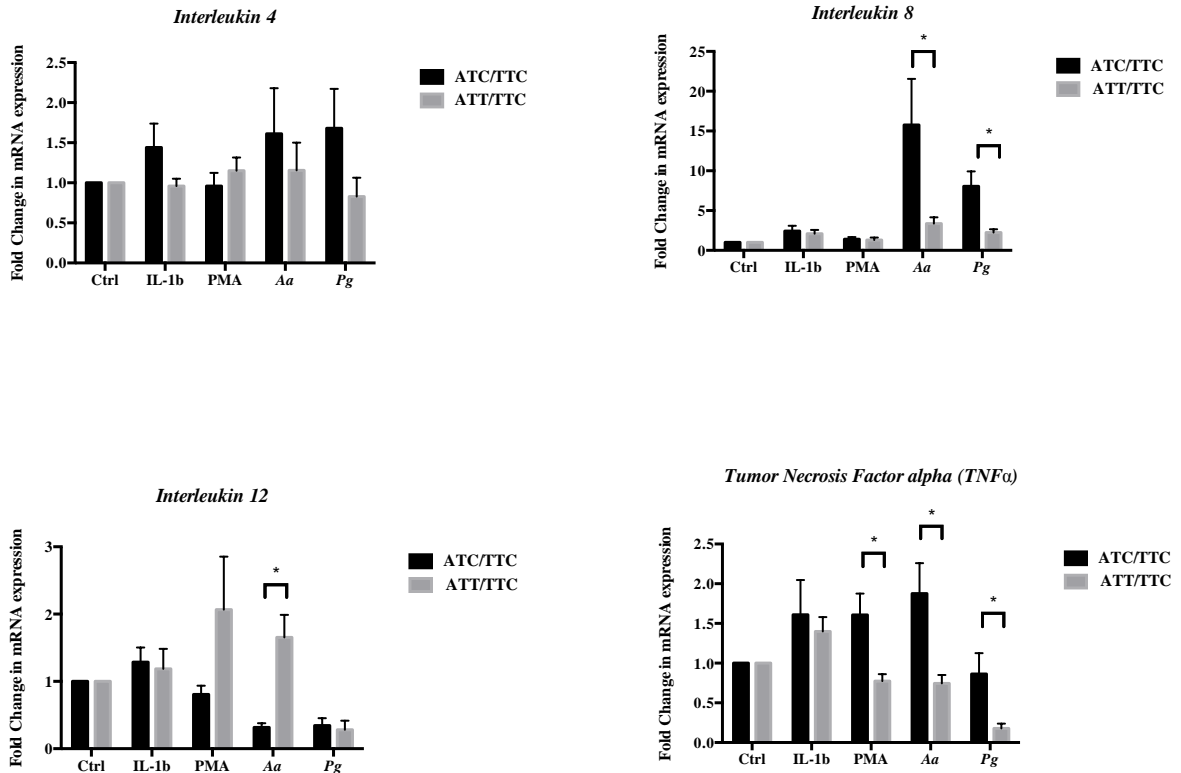 Interleukin 4
Fold Change in mRNA expression
2.5
2.0
1.5
1.0
0.5
0.0
Ctrl IL-1b PMA Aa Pg
ATC/TTC
ATT/TTC
Interleukin 8
Fold Change in mRNA expression
25
20
15
10
5
0
* *
Ctrl IL-1b PMA Aa Pg
ATC/TTC
ATT/TTC
Interleukin 12
Fold Change in mRNA expression
3
2
1
0
*
Ctrl IL-1b PMA Aa Pg
ATC/TTC
ATT/TTC
Tumor Necrosis Factor alpha (TNFα)
Fold Change in mRNA expression
2.5
2.0
1.5
1.0
0.5
0.0
* * *
Ctrl IL-1b PMA Aa Pg
ATC/TTC
ATT/TTC